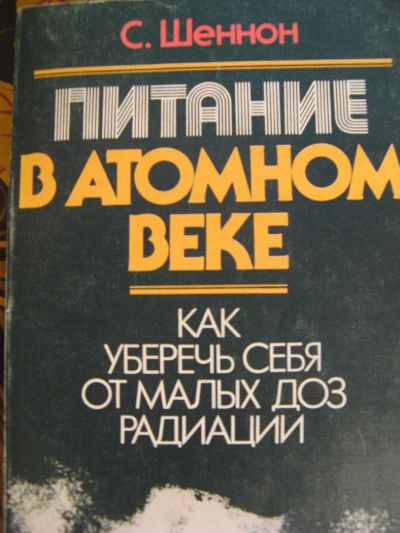 С. Шеннон
ПИТАНИЕ
В АТОМНОМ
ВЕКЕ
КАК
УБЕРЕЧЬ СЕБЯ
ОТ МАЛЫХ ДОЗ
РАДИАЦИИ